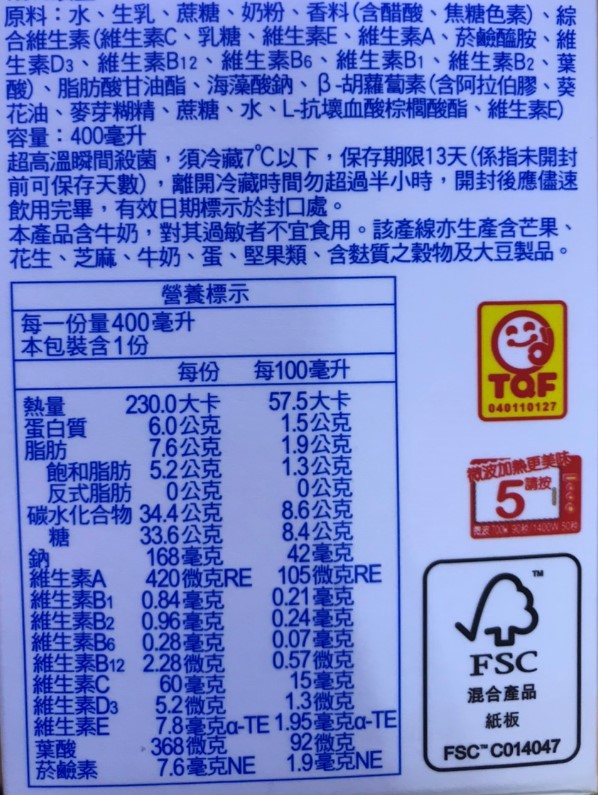 原料：水、生乳、蔗糖、奶粉、香料(含醋酸、焦糖色素)、綜
合維生素(維生素C、乳糖、維生素E、維生素A、菸鹼醯胺、維
生素D3、維生素B12、維生素B6、維生素B1、維生素B2、葉
酸)、脂肪酸甘油酯、海藻酸鈉、β-胡蘿蔔素(含阿拉伯膠、葵
花油、麥芽糊精、蔗糖、水、L-抗壞血酸棕櫚酸酯、維生素E)
容量：400毫升
超高溫瞬間殺菌，須冷藏7℃以下，保存期限13天(係指未開封
前可保存天數)，離開冷藏時間勿超過半小時，開封後應儘速
飲用完畢，有效日期標示於封口處。
本產品含牛奶，對其過敏者不宜食用。該產線亦生產含芒果、
花生、芝麻、牛奶、蛋、堅果類、含麩質之穀物及大豆製品。
營養標示
每一份量400毫升
本包裝含1份
每份 每100毫升
熱量 230.0大卡 57.5大卡
蛋白質 6.0公克 1.5公克
脂肪 7.6公克 1.9公克
飽和脂肪 5.2公克 1.3公克
反式脂肪 0公克 0公克
碳水化合物 34.4公克 8.6公克
糖 33.6公克 8.4公克
鈉 168毫克 42毫克
維生素A 420微克RE 105微克RE
維生素B1 0.84毫克 0.21毫克
維生素B2 0.96毫克 0.24毫克
維生素B6 0.28毫克 0.07毫克
維生素B12 2.28微克 0.57微克
維生素C 60毫克 15毫克
維生素D3 5.2微克 1.3微克
維生素E 7.8毫克α-TE 1.95毫克α-TE
葉酸 368微克 92微克
菸鹼素 7.6毫克NE 1.9毫克NE
TQF
040110127
微波加熱更美味
請按
5
微波700W 90秒/1400W 50秒
TM
FSC
混合產品
紙板
FSC™ C014047